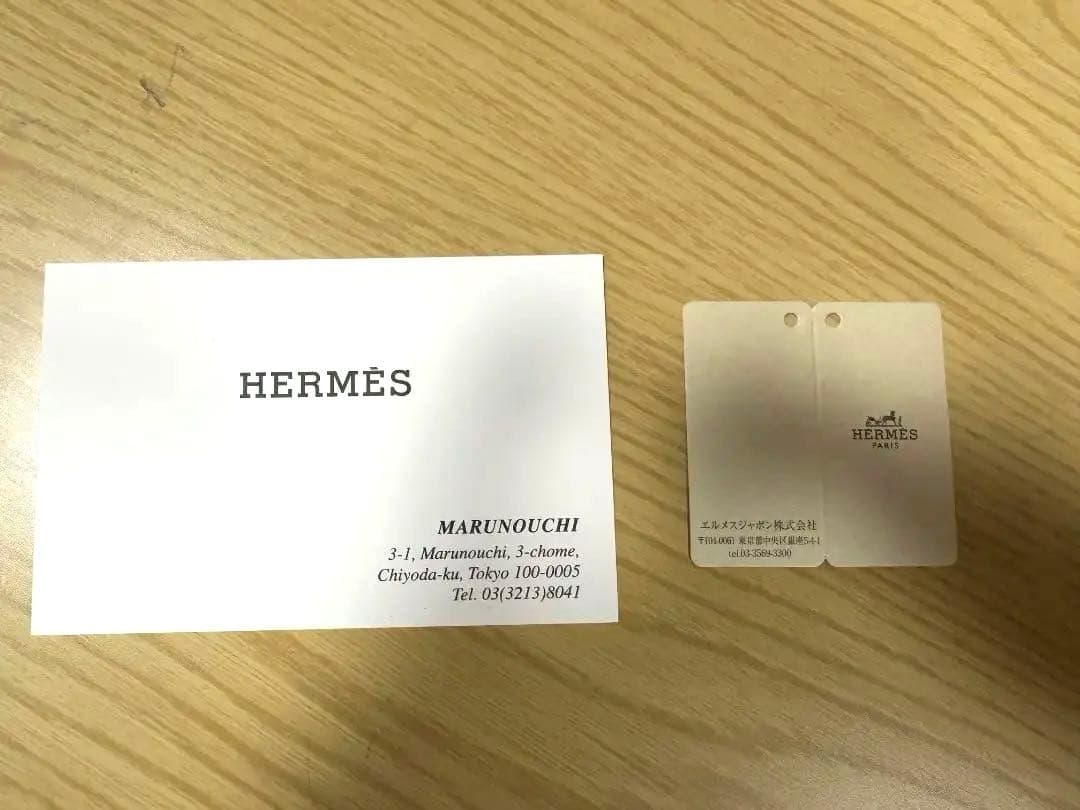 HERMÈS
MARUNOUCHI
3-1, Marunouchi, 3-chome,
Chiyoda-ku, Tokyo 100-0005
Tel. 03(3213)8041
HERMÈS
PARIS
エルメスジャポン株式会社
〒104-0061 東京都中央区銀座5-4-1
tel.03-3569-3300